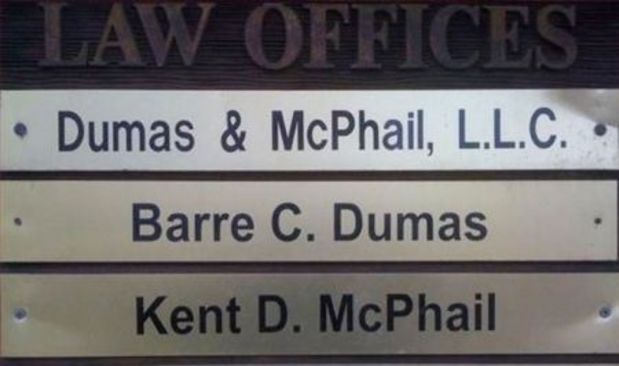 LAW OFFICES
Dumas & McPhail, L.L.C.
Barre C. Dumas
Kent D. McPhail